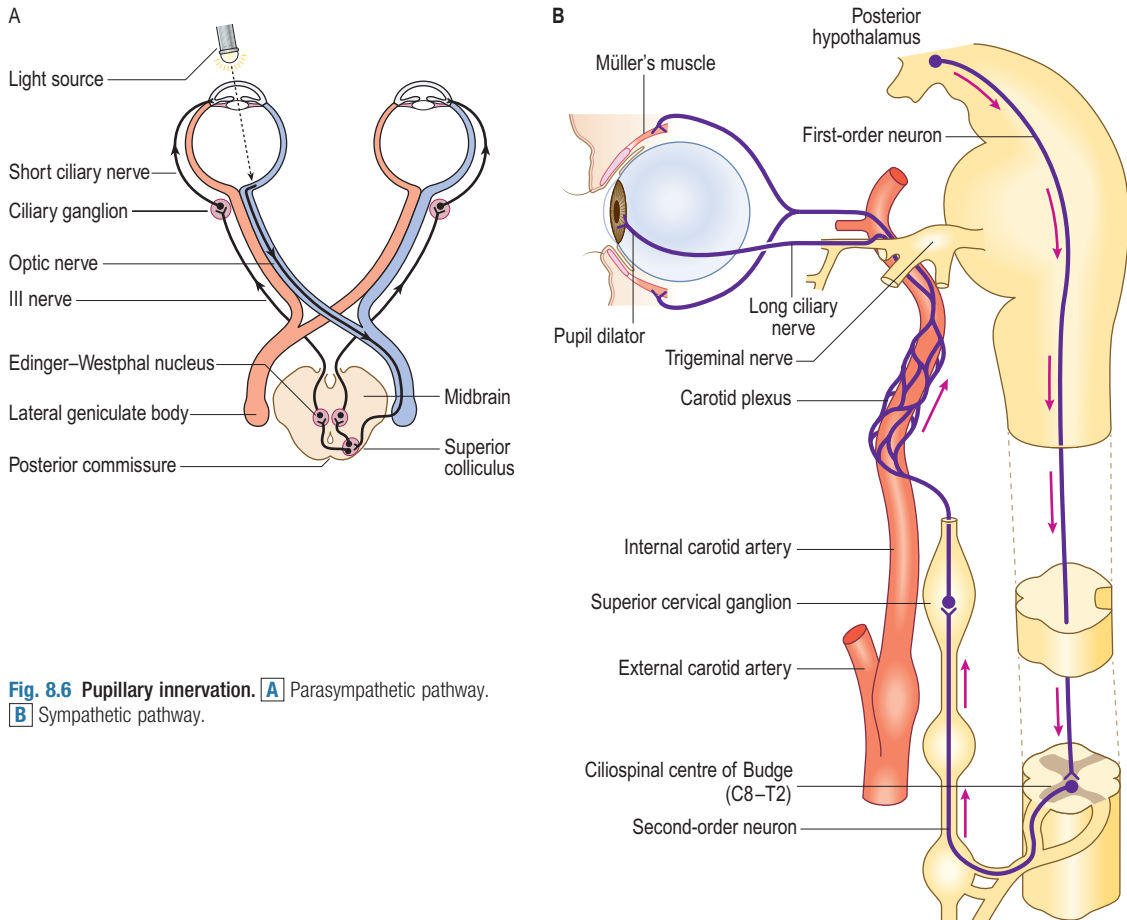 A
Light source
Short ciliary nerve
Ciliary ganglion
Optic nerve
III nerve
Edinger–Westphal nucleus
Lateral geniculate body
Posterior commissure
Midbrain
Superior
colliculus
Fig. 8.6 Pupillary innervation. A Parasympathetic pathway.
B Sympathetic pathway.
B
Posterior
hypothalamus
Müller's muscle
First-order neuron
Pupil dilator
Long ciliary
nerve
Trigeminal nerve
Carotid plexus
Internal carotid artery
Superior cervical ganglion
External carotid artery
Ciliospinal centre of Budge
(C8–T2)
Second-order neuron